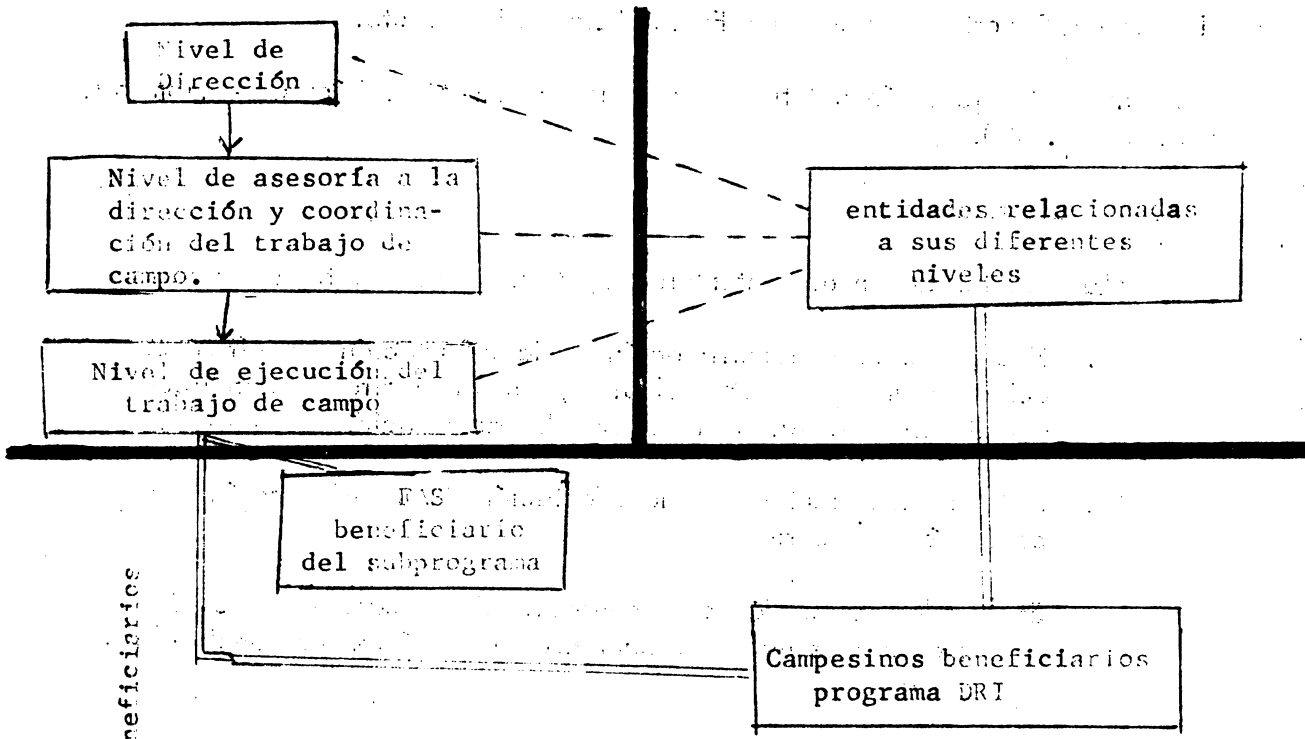 Nivel de
Dirección
Nivel de asesoría a la
dirección y coordina-
ción del trabajo de
campo.
entidades relacionadas
a sus diferentes
niveles
Nivel de ejecución del
trabajo de campo
beneficiario
del subprograma
Campesinos beneficiarios
programa DRI
neficiarios